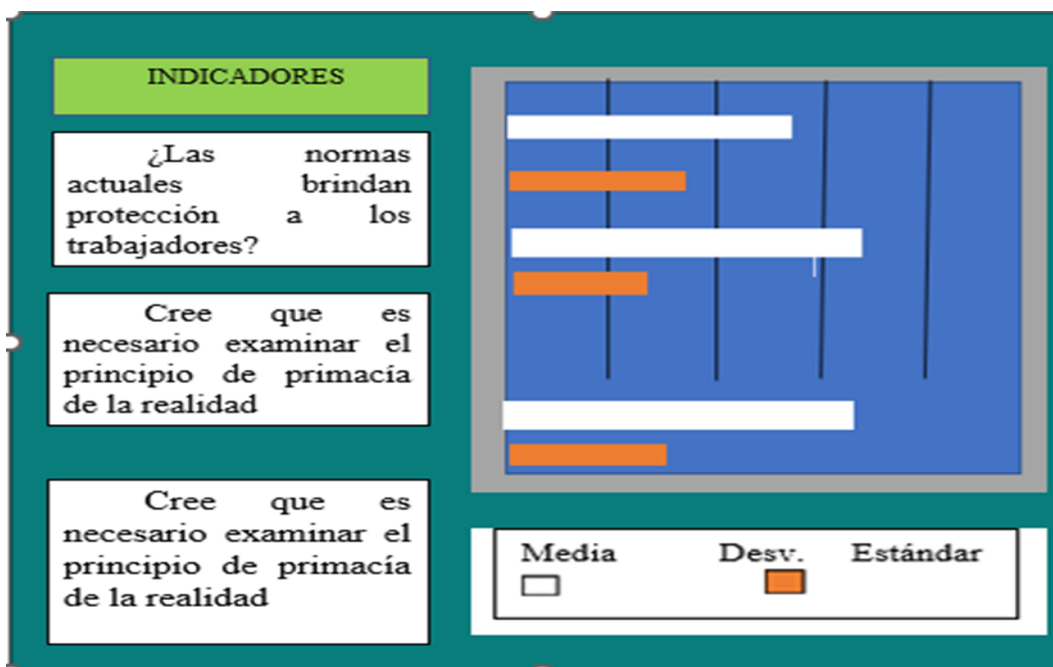 INDICADORES
¿Las normas
actuales brindan
protección a los
trabajadores?
Cree que es
necesario examinar el
principio de primacía
de la realidad
Cree que es
necesario examinar el
principio de primacía
de la realidad
Media Desv. Estándar